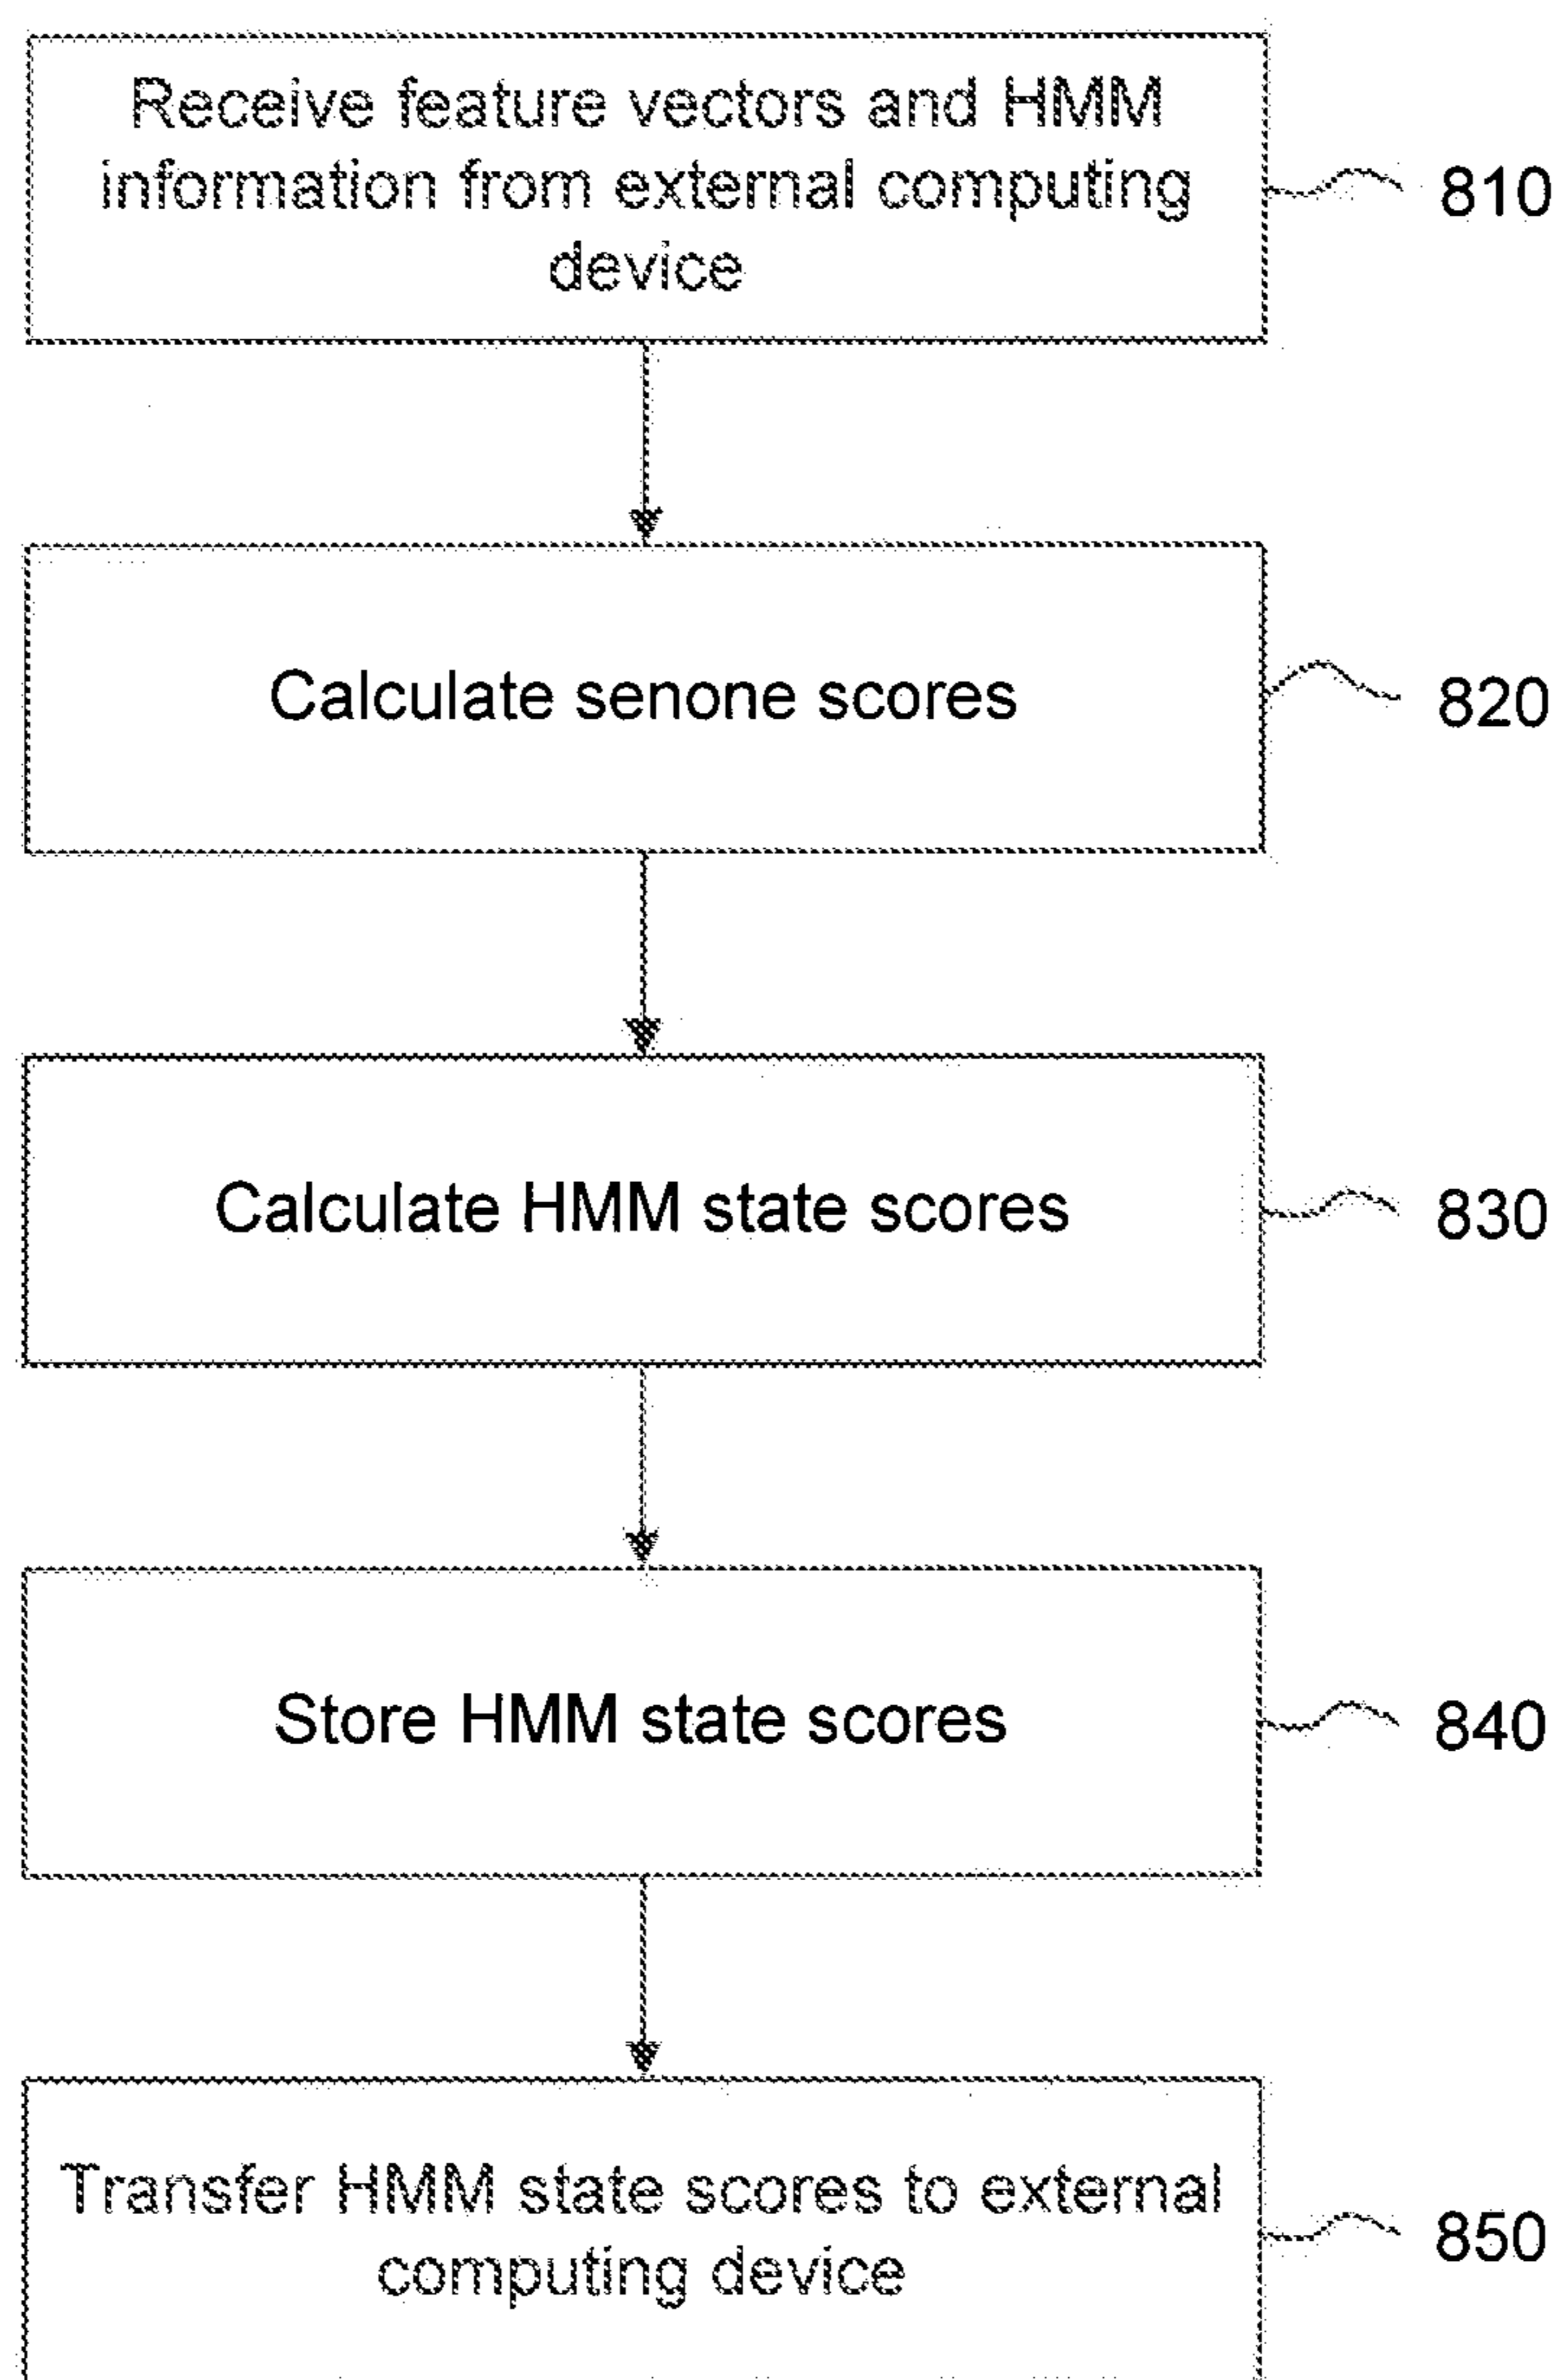 Receive feature vectors and HMM
information from external computing
device
810
Calculate senone scores
820
Calculate HMM state scores
830
Store HMM state scores
840
Transfer HMM state scores to external
computing device
850